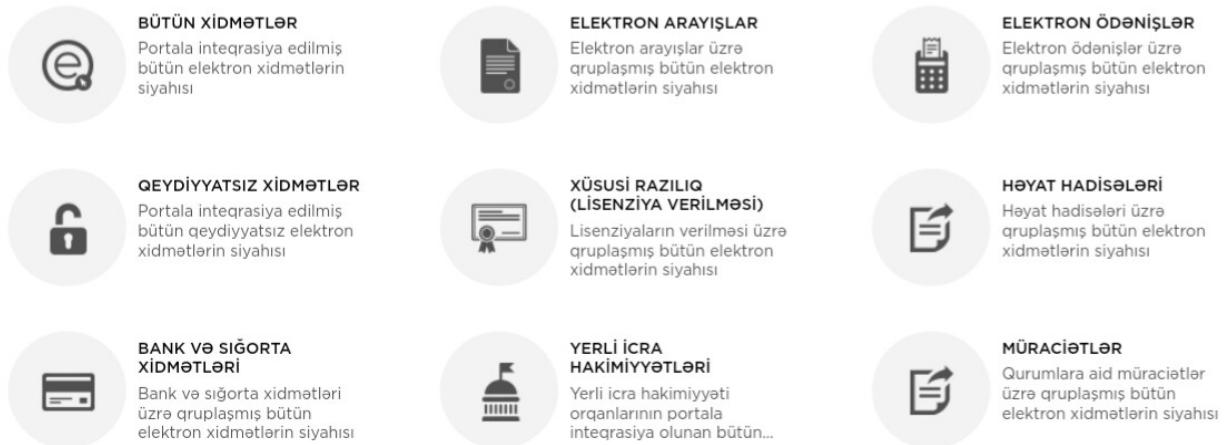 BÜTÜN XİDMƏTLƏR
Portala inteqrasiya edilmiş
bütün elektron xidmətlərin
siyahısı
ELEKTRON ARAYIŞLAR
Elektron arayışlar üzrə
qruplaşmış bütün elektron
xidmətlərin siyahısı
ELEKTRON ÖDƏNİŞLƏR
Elektron ödənişlər üzrə
qruplaşmış bütün elektron
xidmətlərin siyahısı
QEYDİYYATSIZ XİDMƏTLƏR
Portala inteqrasiya edilmiş
bütün qeydiyyatsız elektron
xidmətlərin siyahısı
XÜSUSİ RAZILIQ
(LİSENZİYA VERİLMƏSİ)
Lisenziyaların verilməsi üzrə
qruplaşmış bütün elektron
xidmətlərin siyahısı
HƏYAT HADİSƏLƏRİ
Həyat hadisələri üzrə
qruplaşmış bütün elektron
xidmətlərin siyahısı
BANK VƏ SIĞORTA
XİDMƏTLƏRİ
Bank və sığorta xidmətləri
üzrə qruplaşmış bütün
elektron xidmətlərin siyahısı
YERLİ İCRA
HAKİMİYYƏTLƏRİ
Yerli icra hakimiyyəti
orqanlarının portala
inteqrasiya olunan bütün...
MÜRACİƏTLƏR
Qurumlara aid müraciətlər
üzrə qruplaşmış bütün
elektron xidmətlərin siyahısı